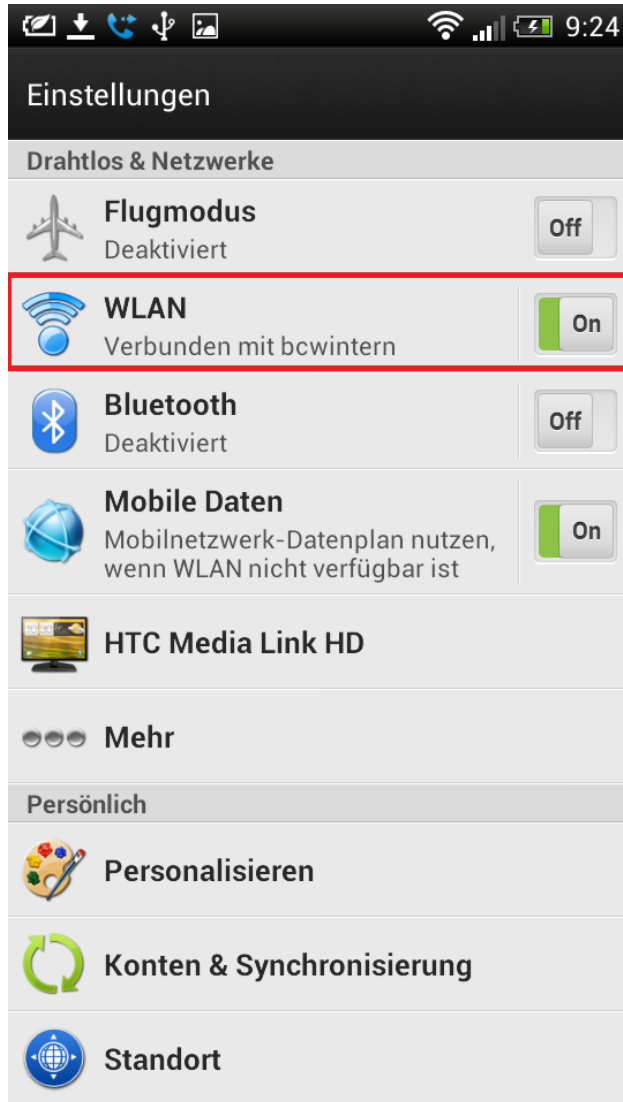 9:24
Einstellungen
Drahtlos & Netzwerke
Flugmodus
Deaktiviert
Off
WLAN
Verbunden mit bcwintern
On
Bluetooth
Deaktiviert
Off
Mobile Daten
Mobilnetzwerk-Datenplan nutzen,
wenn WLAN nicht verfügbar ist
On
HTC Media Link HD
Mehr
Persönlich
Personalisieren
Konten & Synchronisierung
Standort